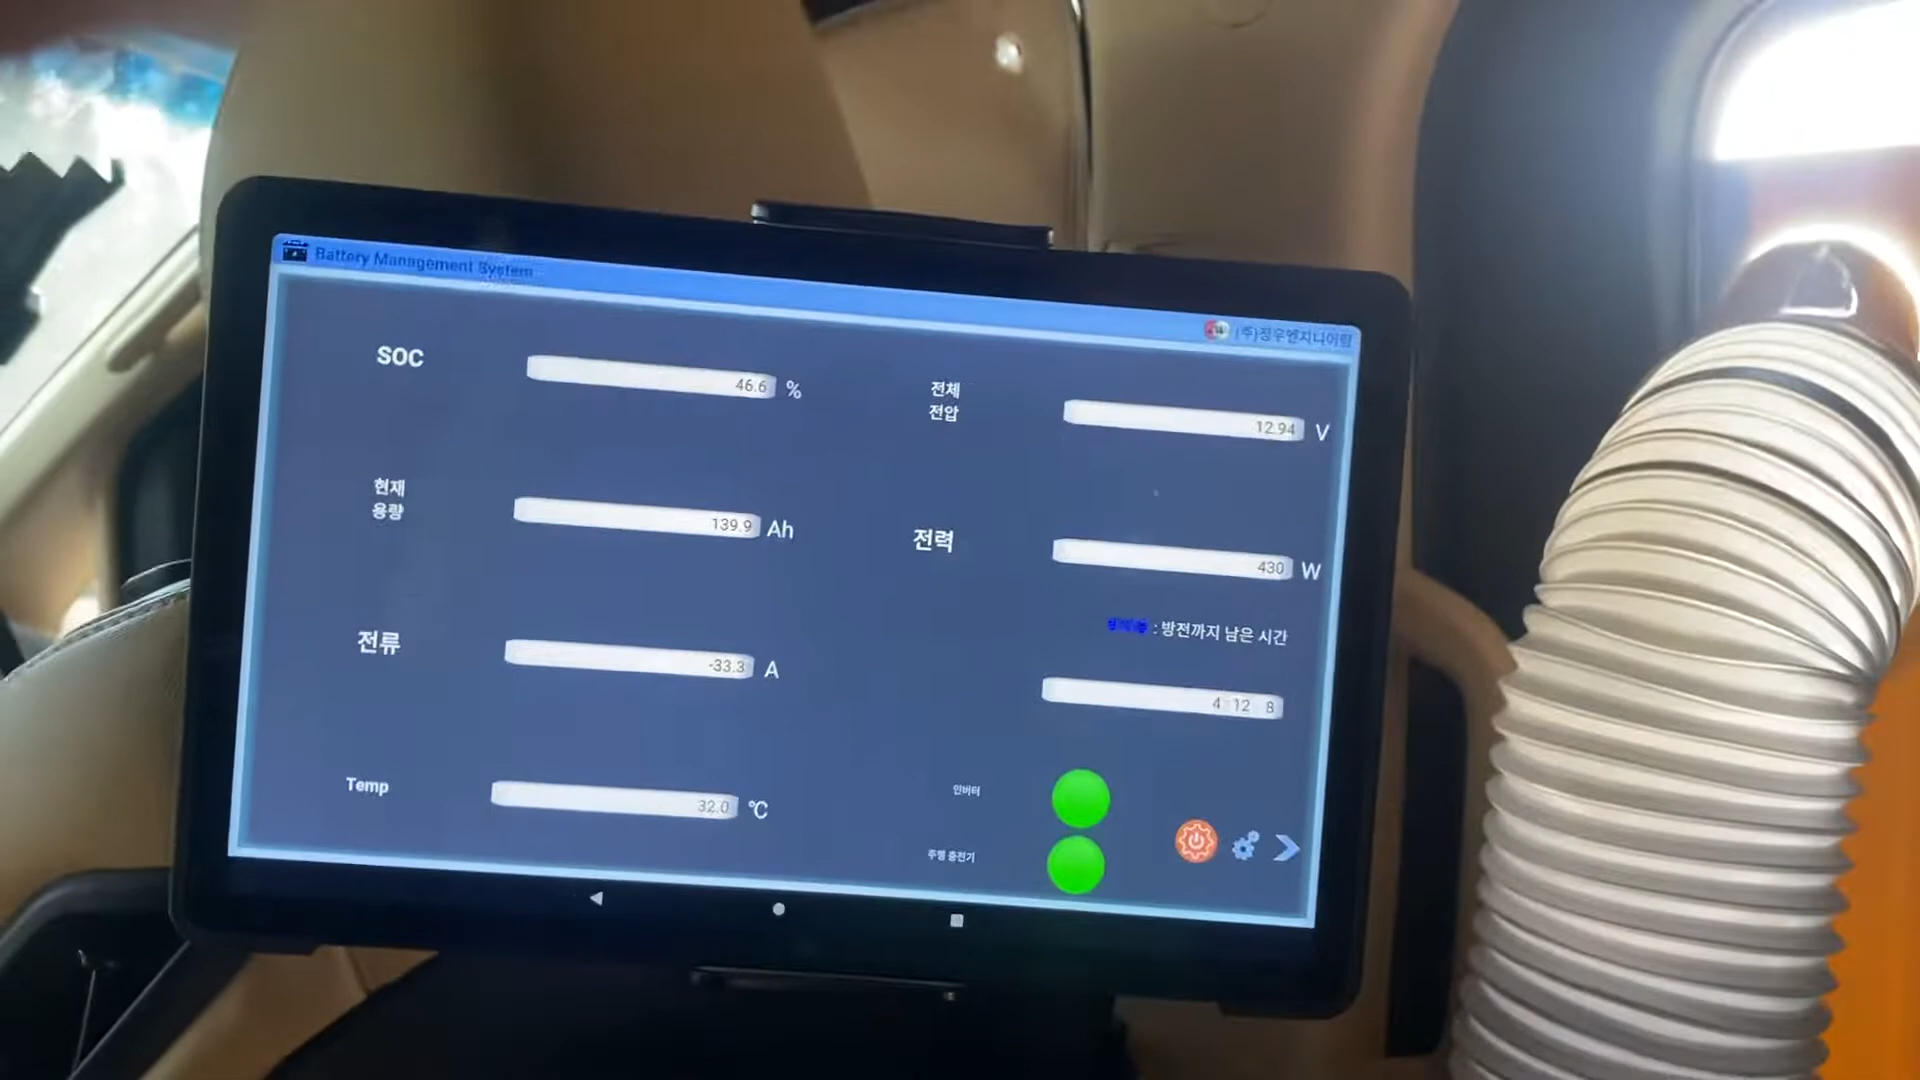 Battery Management System
(주)정우엔지니어링
SOC
46.6 %
전체
전압
12.94 V
현재
용량
139.9 Ah
전력
430 W
: 방전까지 남은 시간
전류
-33.3 A
4 12 8
Temp
32.0 ℃
인버터
주행 충전기